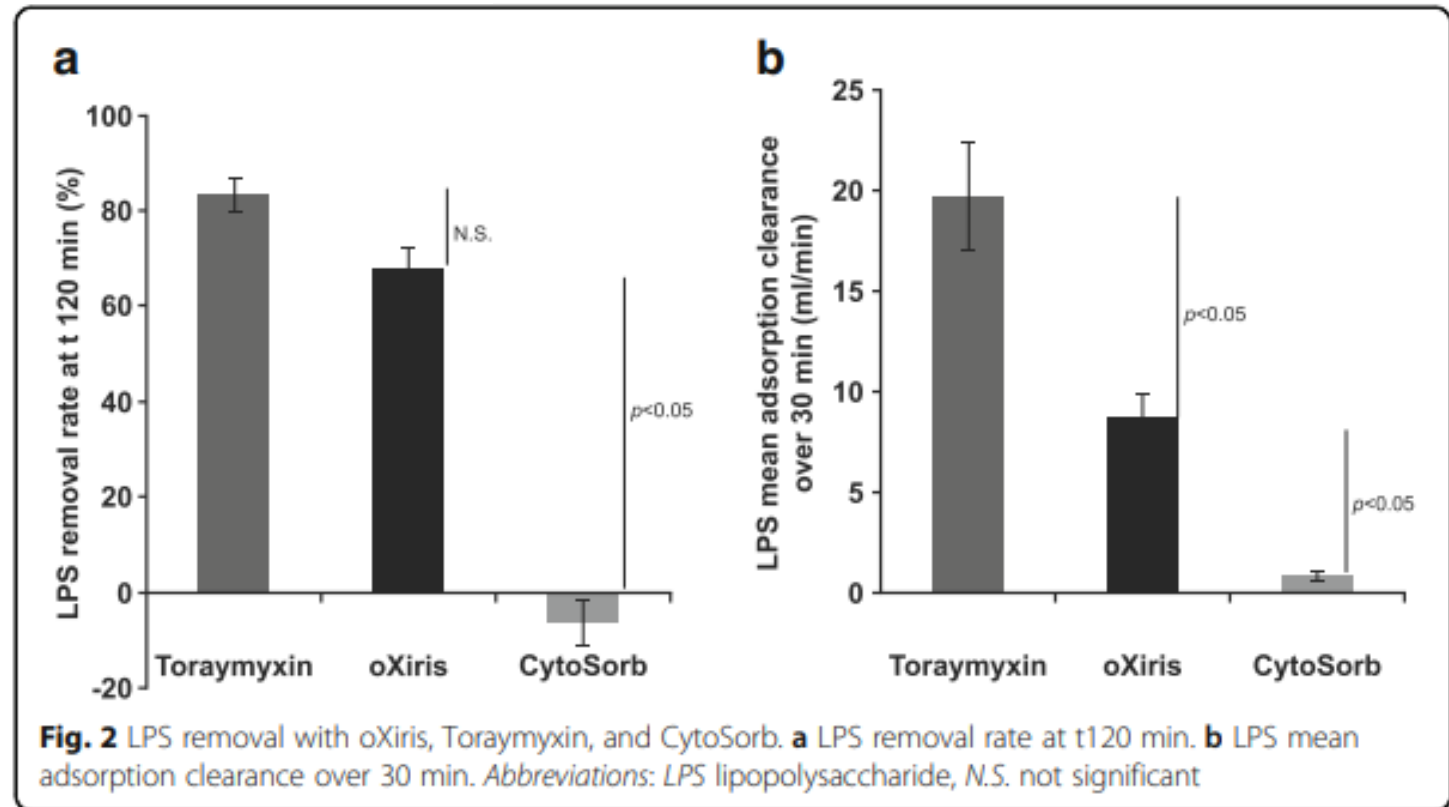 a
LPS removal rate at t 120 min (%)
100
80
60
40
20
0
-20
N.S.
p<0.05
Toraymyxin oXiris CytoSorb
b
LPS mean adsorption clearance
over 30 min (ml/min)
25
20
15
10
5
0
p<0.05
p<0.05
Toraymyxin oXiris CytoSorb
Fig. 2 LPS removal with oXiris, Toraymyxin, and CytoSorb. a LPS removal rate at t120 min. b LPS mean
adsorption clearance over 30 min. Abbreviations: LPS lipopolysaccharide, N.S. not significant